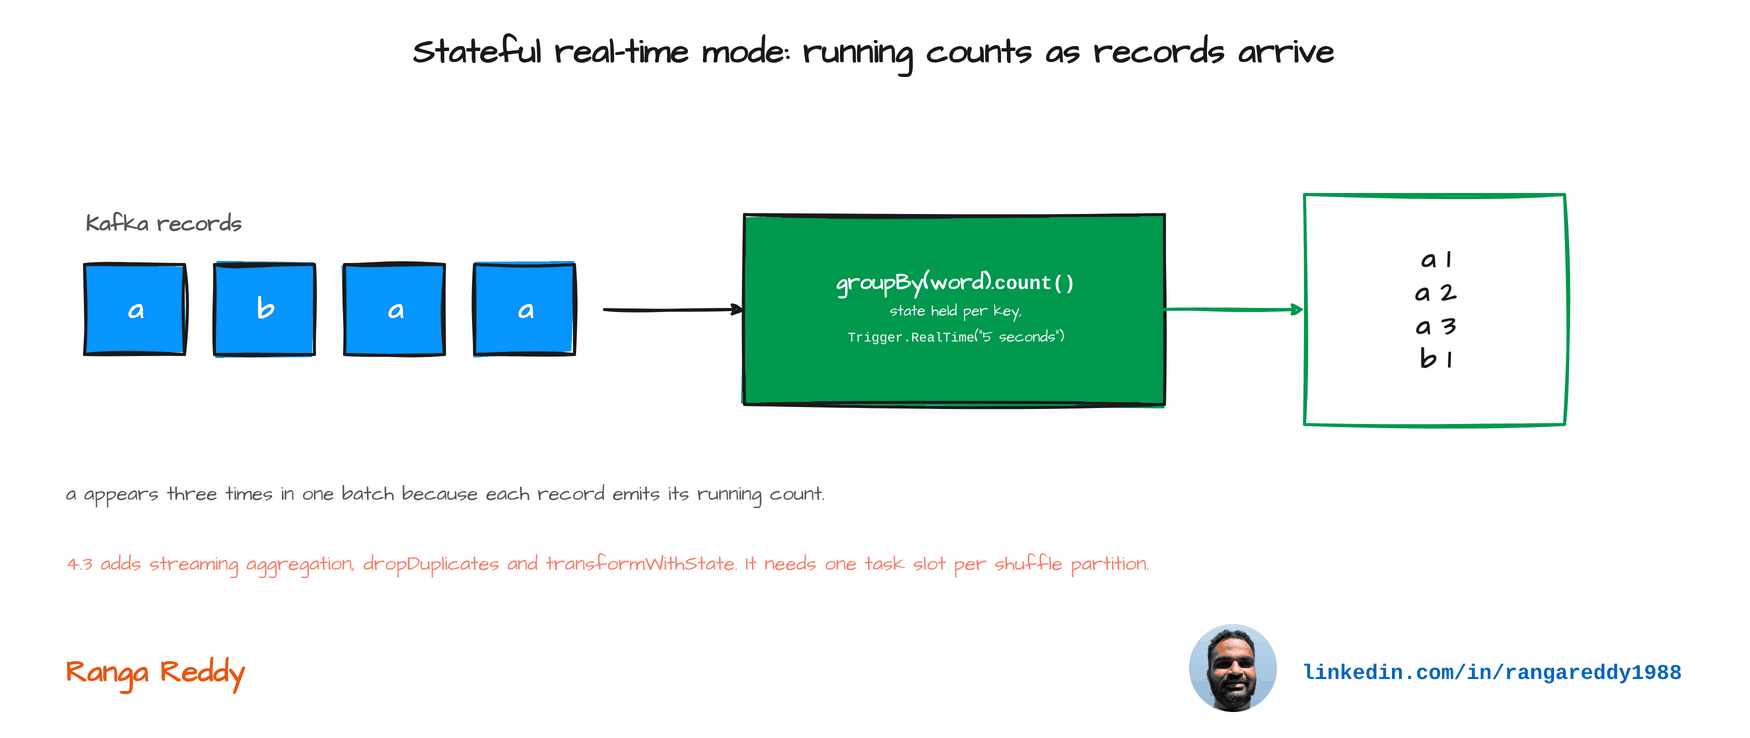 Stateful real-time mode: running counts as records arrive
Kafka records
a b a a
groupBy(word).count()
state held per key,
Trigger.RealTime("5 seconds")
a 1
a 2
a 3
b 1
a appears three times in one batch because each record emits its running count.
4.3 adds streaming aggregation, dropDuplicates and transformWithState. It needs one task slot per shuffle partition.
Ranga Reddy
linkedin.com/in/rangareddy1988